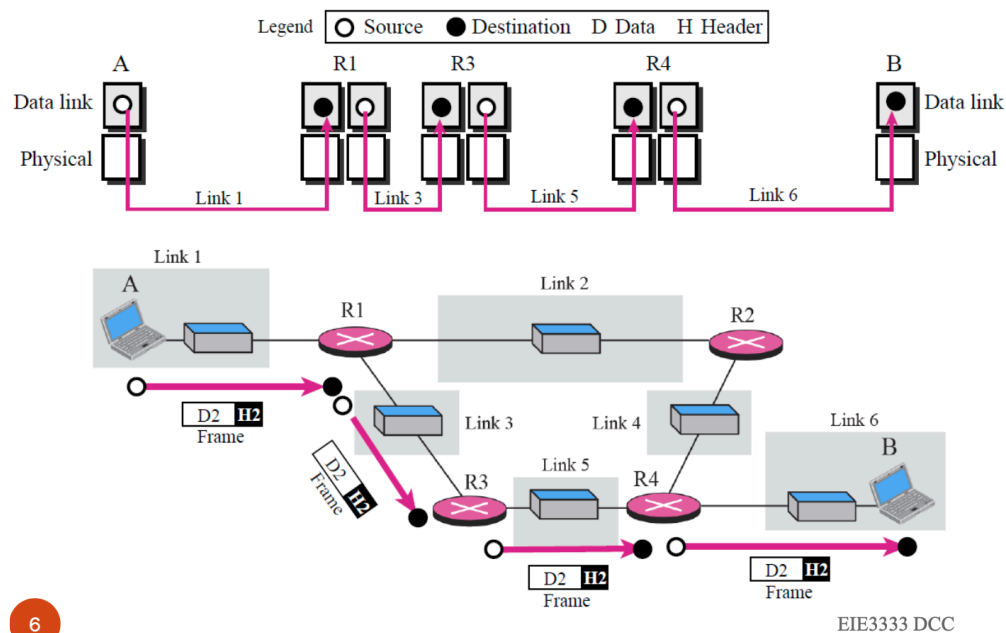 Legend Source Destination D Data H Header
A R1 R3 R4 B
Data link Data link
Physical Physical
Link 1 Link 3 Link 5 Link 6
Link 1
A
Link 2
R1 R2
D2 H2
Frame
Link 3
Link 4
Link 6
B
D2 H2
Frame
R3
Link 5
R4
D2 H2
Frame
D2 H2
Frame
6
EIE3333 DCC